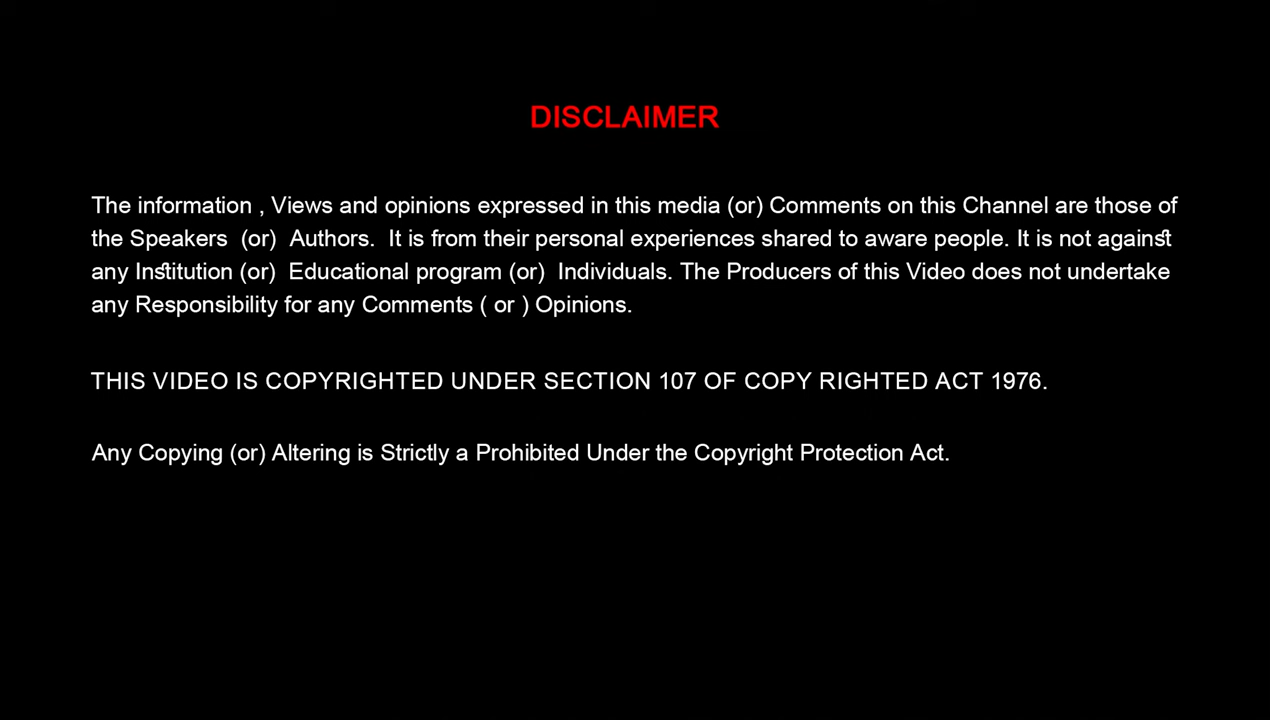 DISCLAIMER
The information , Views and opinions expressed in this media (or) Comments on this Channel are those of
the Speakers  (or)  Authors.  It is from their personal experiences shared to aware people. It is not against
any Institution (or)  Educational program (or)  Individuals. The Producers of this Video does not undertake
any Responsibility for any Comments ( or ) Opinions.
THIS VIDEO IS COPYRIGHTED UNDER SECTION 107 OF COPY RIGHTED ACT 1976.
Any Copying (or) Altering is Strictly a Prohibited Under the Copyright Protection Act.